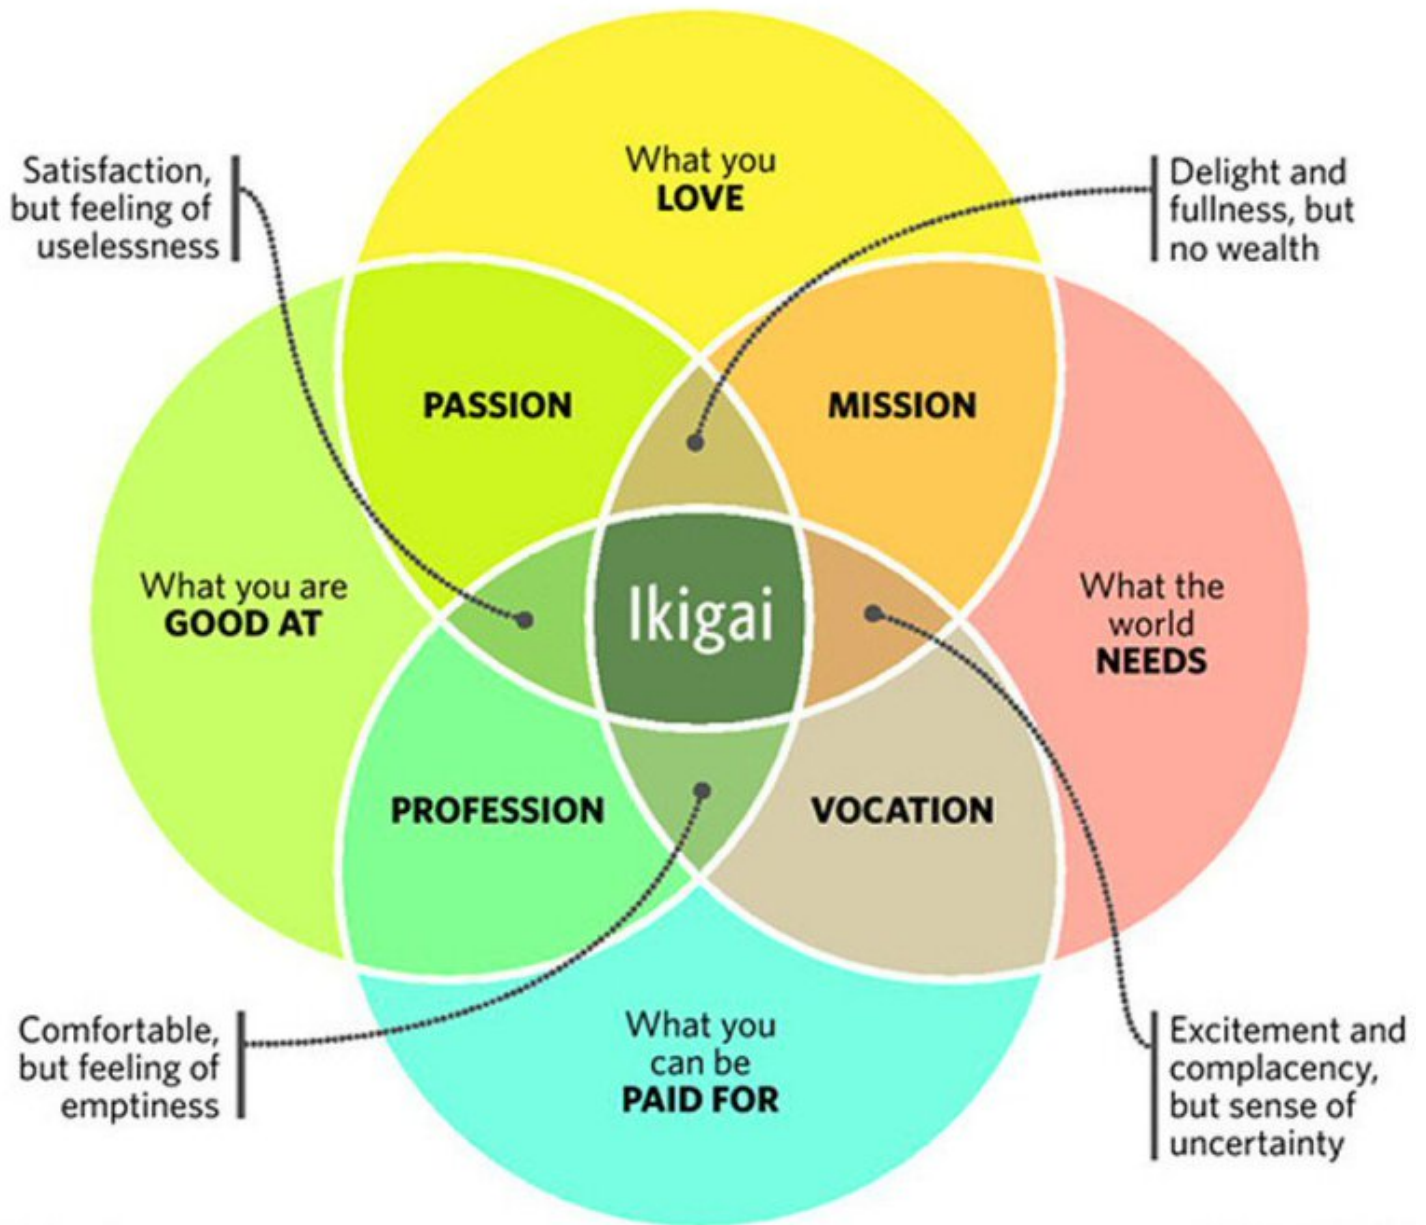 What you
LOVE
Satisfaction,
but feeling of
uselessness
Delight and
fullness, but
no wealth
PASSION
MISSION
What you are
GOOD AT
Ikigai
What the
world
NEEDS
PROFESSION
VOCATION
Comfortable,
but feeling of
emptiness
What you
can be
PAID FOR
Excitement and
complacency,
but sense of
uncertainty